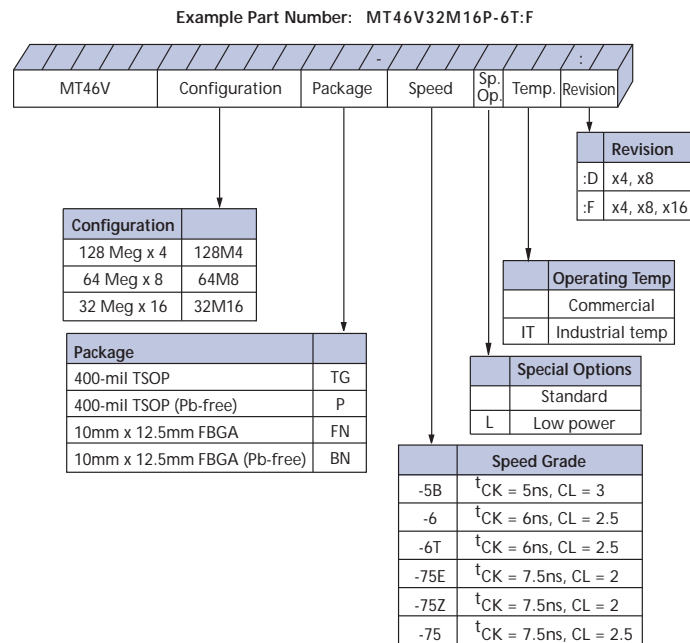 Example Part Number: MT46V32M16P-6T:F
- :
MT46V Configuration Package Speed Sp. Op. Temp. Revision
Revision
:D x4, x8
:F x4, x8, x16
Configuration
128 Meg x 4 128M4
64 Meg x 8 64M8
32 Meg x 16 32M16
Operating Temp
Commercial
IT Industrial temp
Package
400-mil TSOP TG
400-mil TSOP (Pb-free) P
10mm x 12.5mm FBGA FN
10mm x 12.5mm FBGA (Pb-free) BN
Special Options
Standard
L Low power
Speed Grade
-5B tCK = 5ns, CL = 3
-6 tCK = 6ns, CL = 2.5
-6T tCK = 6ns, CL = 2.5
-75E tCK = 7.5ns, CL = 2
-75Z tCK = 7.5ns, CL = 2
-75 tCK = 7.5ns, CL = 2.5